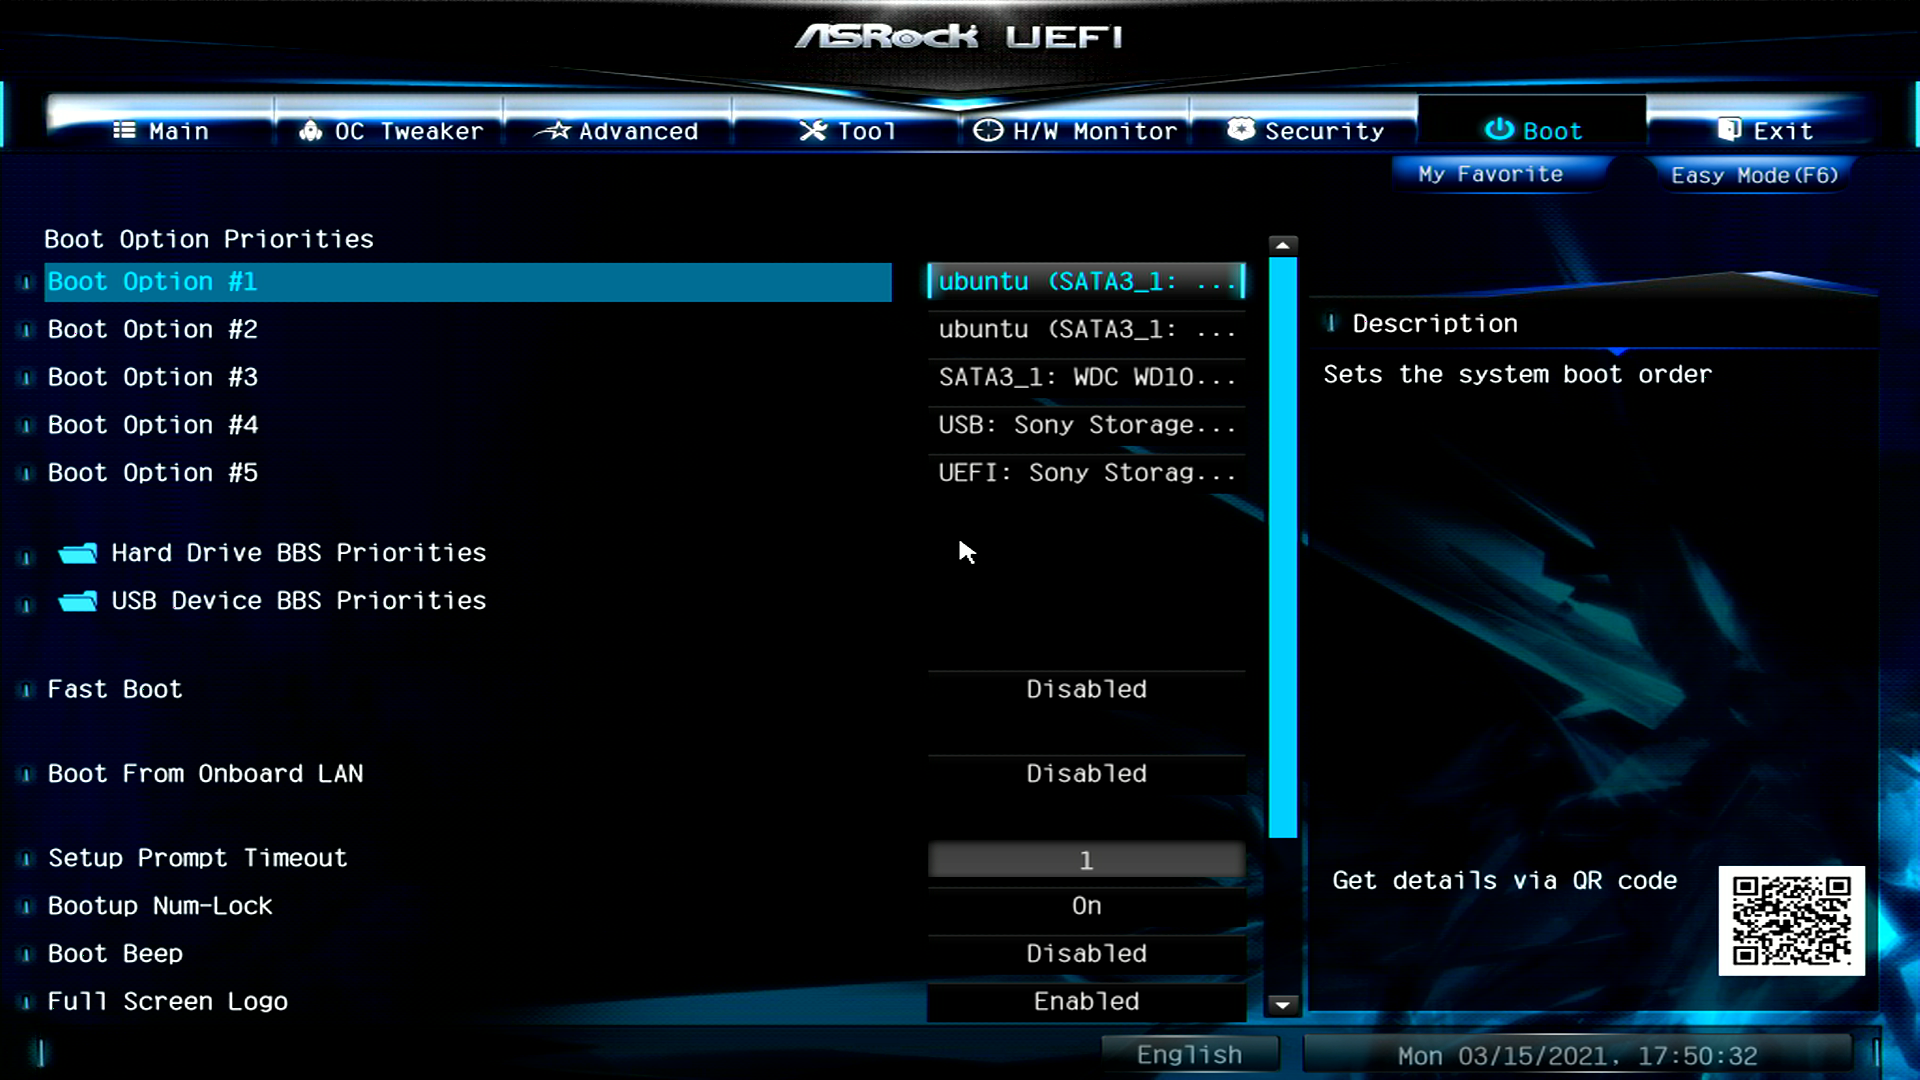 ASRock UEFI
Main
OC Tweaker
Advanced
Tool
H/W Monitor
Security
Boot
Exit
My Favorite
Easy Mode(F6)
Boot Option Priorities
Boot Option #1 ubuntu (SATA3_1: ...
Boot Option #2 ubuntu (SATA3_1: ...
Boot Option #3 SATA3_1: WDC WD10...
Boot Option #4 USB: Sony Storage...
Boot Option #5 UEFI: Sony Storag...
Hard Drive BBS Priorities
USB Device BBS Priorities
Fast Boot Disabled
Boot From Onboard LAN Disabled
Setup Prompt Timeout 1
Bootup Num-Lock On
Boot Beep Disabled
Full Screen Logo Enabled
Description
Sets the system boot order
Get details via QR code
English
Mon 03/15/2021, 17:50:32